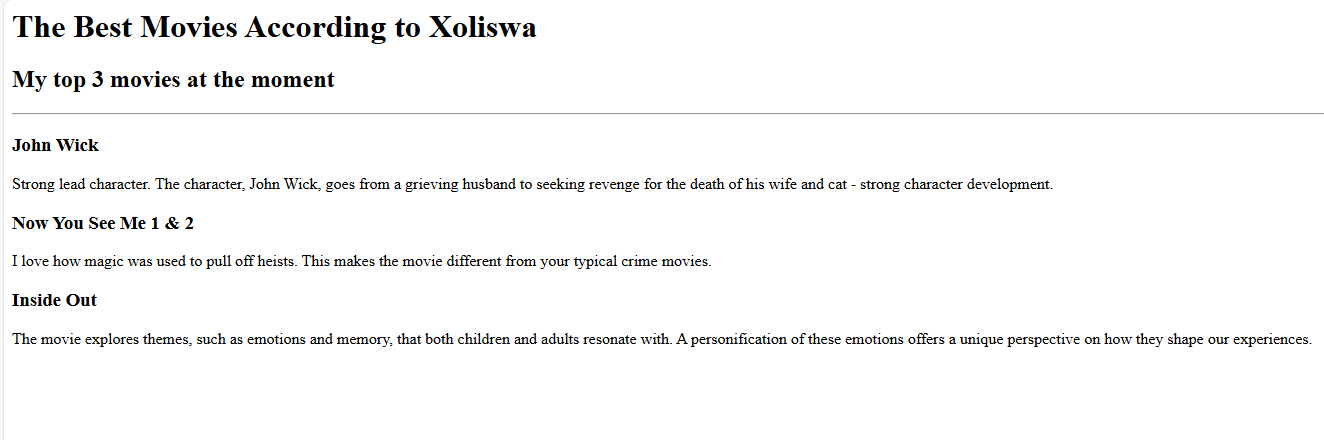 The Best Movies According to Xoliswa
My top 3 movies at the moment
John Wick
Strong lead character. The character, John Wick, goes from a grieving husband to seeking revenge for the death of his wife and cat - strong character development.
Now You See Me 1 & 2
I love how magic was used to pull off heists. This makes the movie different from your typical crime movies.
Inside Out
The movie explores themes, such as emotions and memory, that both children and adults resonate with. A personification of these emotions offers a unique perspective on how they shape our experiences.